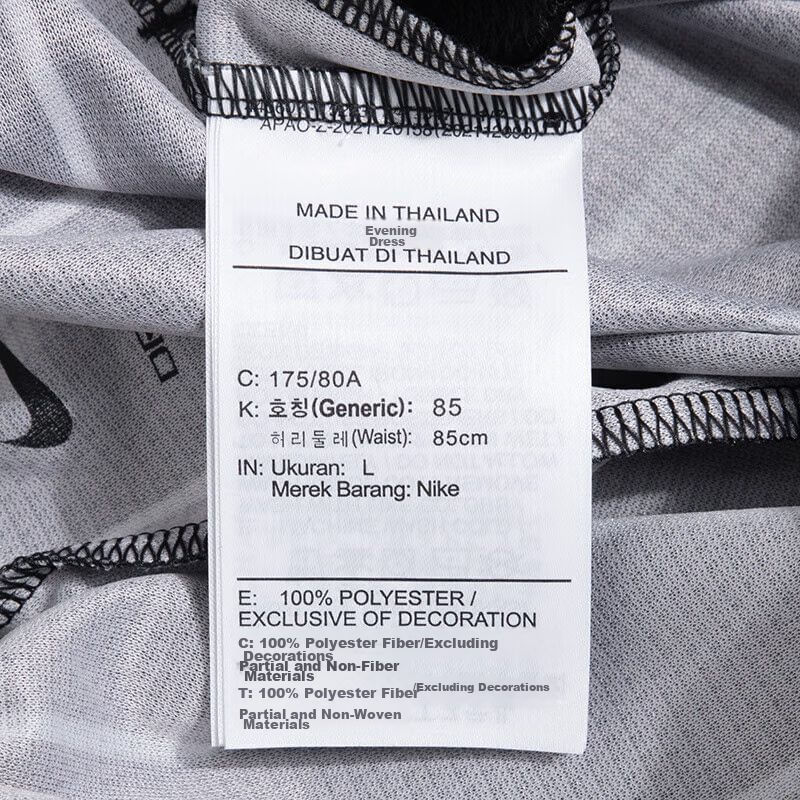 MADE IN THAILAND
Evening
Dress
DIBUAT DI THAILAND
C: 175/80A
K: 호칭(Generic): 85
허리둘레(Waist): 85cm
IN: Ukuran: L
Merek Barang: Nike
E: 100% POLYESTER /
EXCLUSIVE OF DECORATION
C: 100% Polyester Fiber/Excluding
Decorations
Partial and Non-Fiber
Materials
T: 100% Polyester Fiber/Excluding Decorations
Partial and Non-Woven
Materials